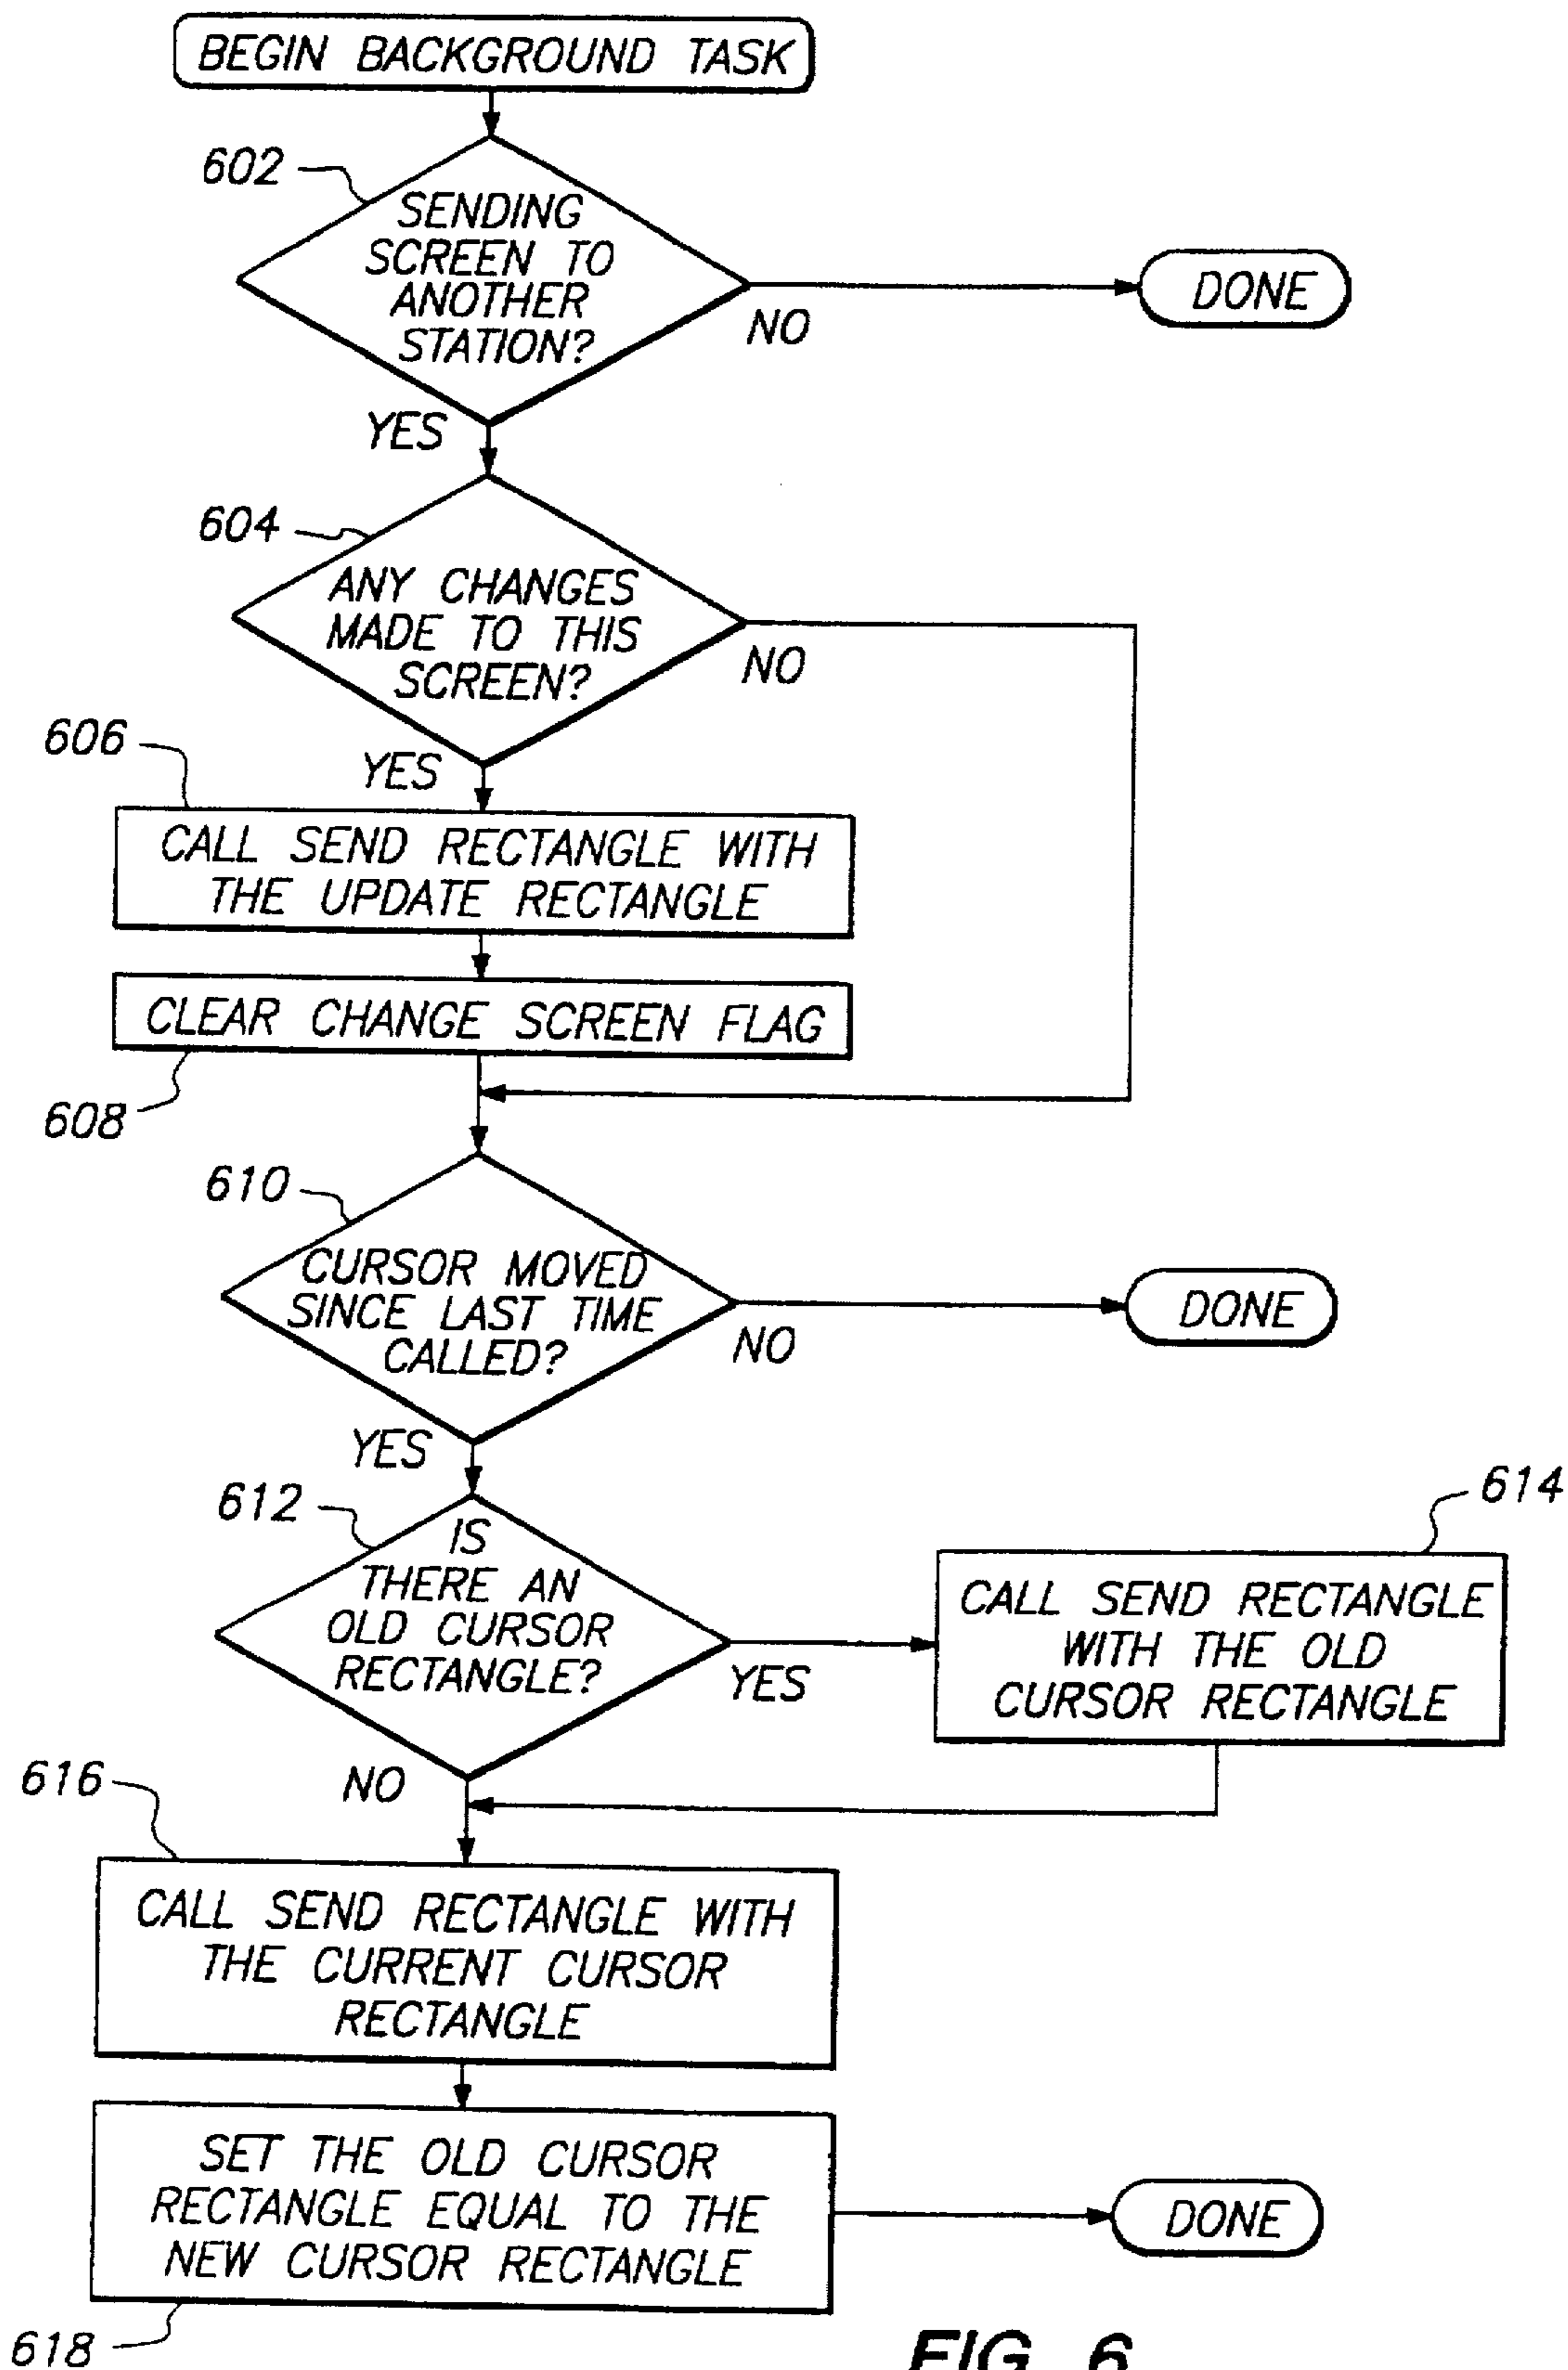 BEGIN BACKGROUND TASK
602
SENDING
SCREEN TO
ANOTHER
STATION?
NO
DONE
YES
604
ANY CHANGES
MADE TO THIS
SCREEN?
NO
YES
606
CALL SEND RECTANGLE WITH
THE UPDATE RECTANGLE
CLEAR CHANGE SCREEN FLAG
608
610
CURSOR MOVED
SINCE LAST TIME
CALLED?
NO
DONE
YES
612
IS
THERE AN
OLD CURSOR
RECTANGLE?
YES
614
CALL SEND RECTANGLE
WITH THE OLD
CURSOR RECTANGLE
NO
616
CALL SEND RECTANGLE WITH
THE CURRENT CURSOR
RECTANGLE
SET THE OLD CURSOR
RECTANGLE EQUAL TO THE
NEW CURSOR RECTANGLE
DONE
618
FIG. 6